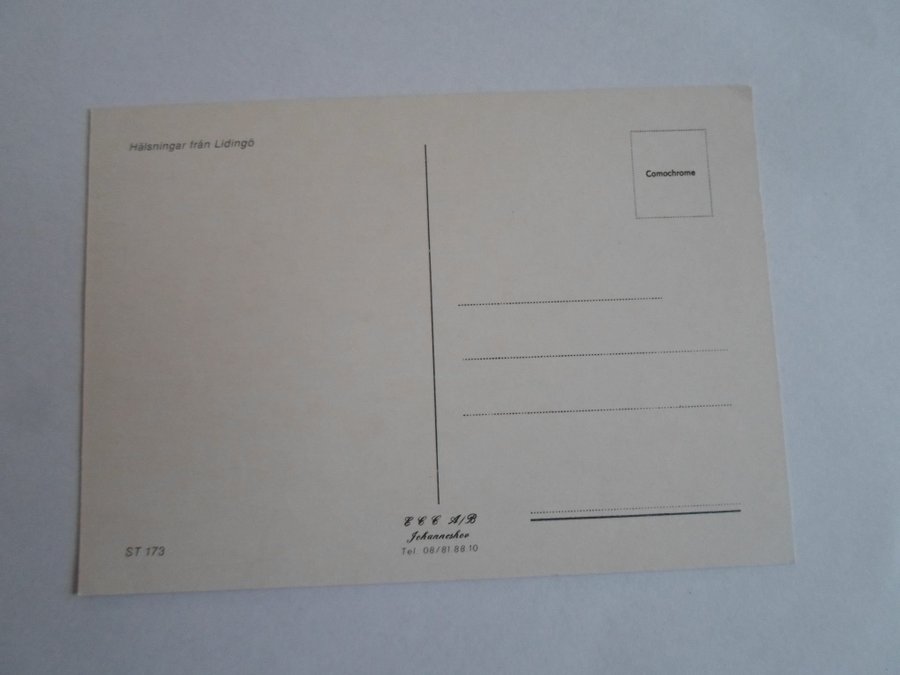 Hälsningar från Lidingö
Comochrome
E C C A/B
Johanneshov
Tel. 08/81 88 10
ST 173